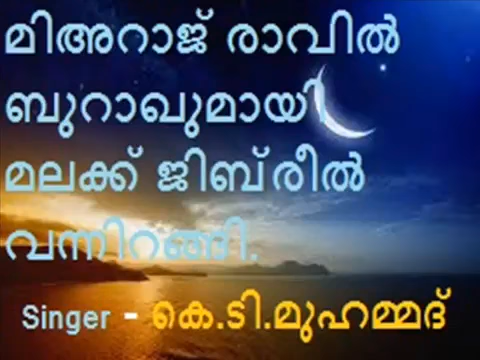 മിഅറാജ് രാവിൽ
ബുറാഖുമായി
മലക്ക് ജിബ്രീൽ
വന്നിറങ്ങി.
Singer - കെ.ടി.മുഹമ്മദ്